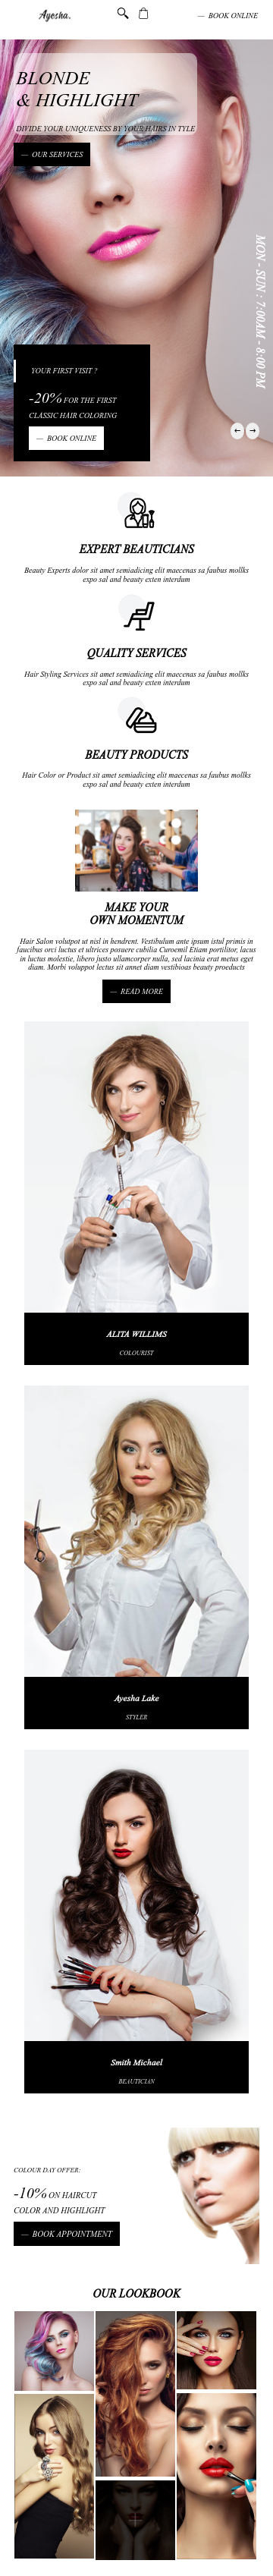 Ayesha.
— BOOK ONLINE
BLONDE
& HIGHLIGHT
DIVIDE YOUR UNIQUENESS BY YOUR HAIRS IN TYLE
— OUR SERVICES
MON - SUN : 7:00AM - 8:00 PM
YOUR FIRST VISIT ?
-20% FOR THE FIRST
CLASSIC HAIR COLORING
— BOOK ONLINE
EXPERT BEAUTICIANS
Beauty Experts dolor sit amet semiadicing elit maecenas sa faubus mollks
expo sal and beauty exten interdum
QUALITY SERVICES
Hair Styling Services sit amet semiadicing elit maecenas sa faubus mollks
expo sal and beauty exten interdum
BEAUTY PRODUCTS
Hair Color or Product sit amet semiadicing elit maecenas sa faubus mollks
expo sal and beauty exten interdum
MAKE YOUR
OWN MOMENTUM
Hair Salon volutput ut nisl in hendrent. Vestibulum ante ipsum istul primis in
faucibus orci luctus et ultrices posuere cubilia Curvemil Etiam portitilor, lacus
in luctus molestie, libero justo ullamcorper nulla, sed lacinia erat metus eget
diam. Morbi voluppot lectus sit annet diam vestibious beauty proeducts
— READ MORE
ALITA WILLIMS
COLOURIST
Ayesha Lake
STYLER
Smith Michael
BEAUTICIAN
COLOUR DAY OFFER:
-10% ON HAIRCUT
COLOR AND HIGHLIGHT
— BOOK APPOINTMENT
OUR LOOKBOOK